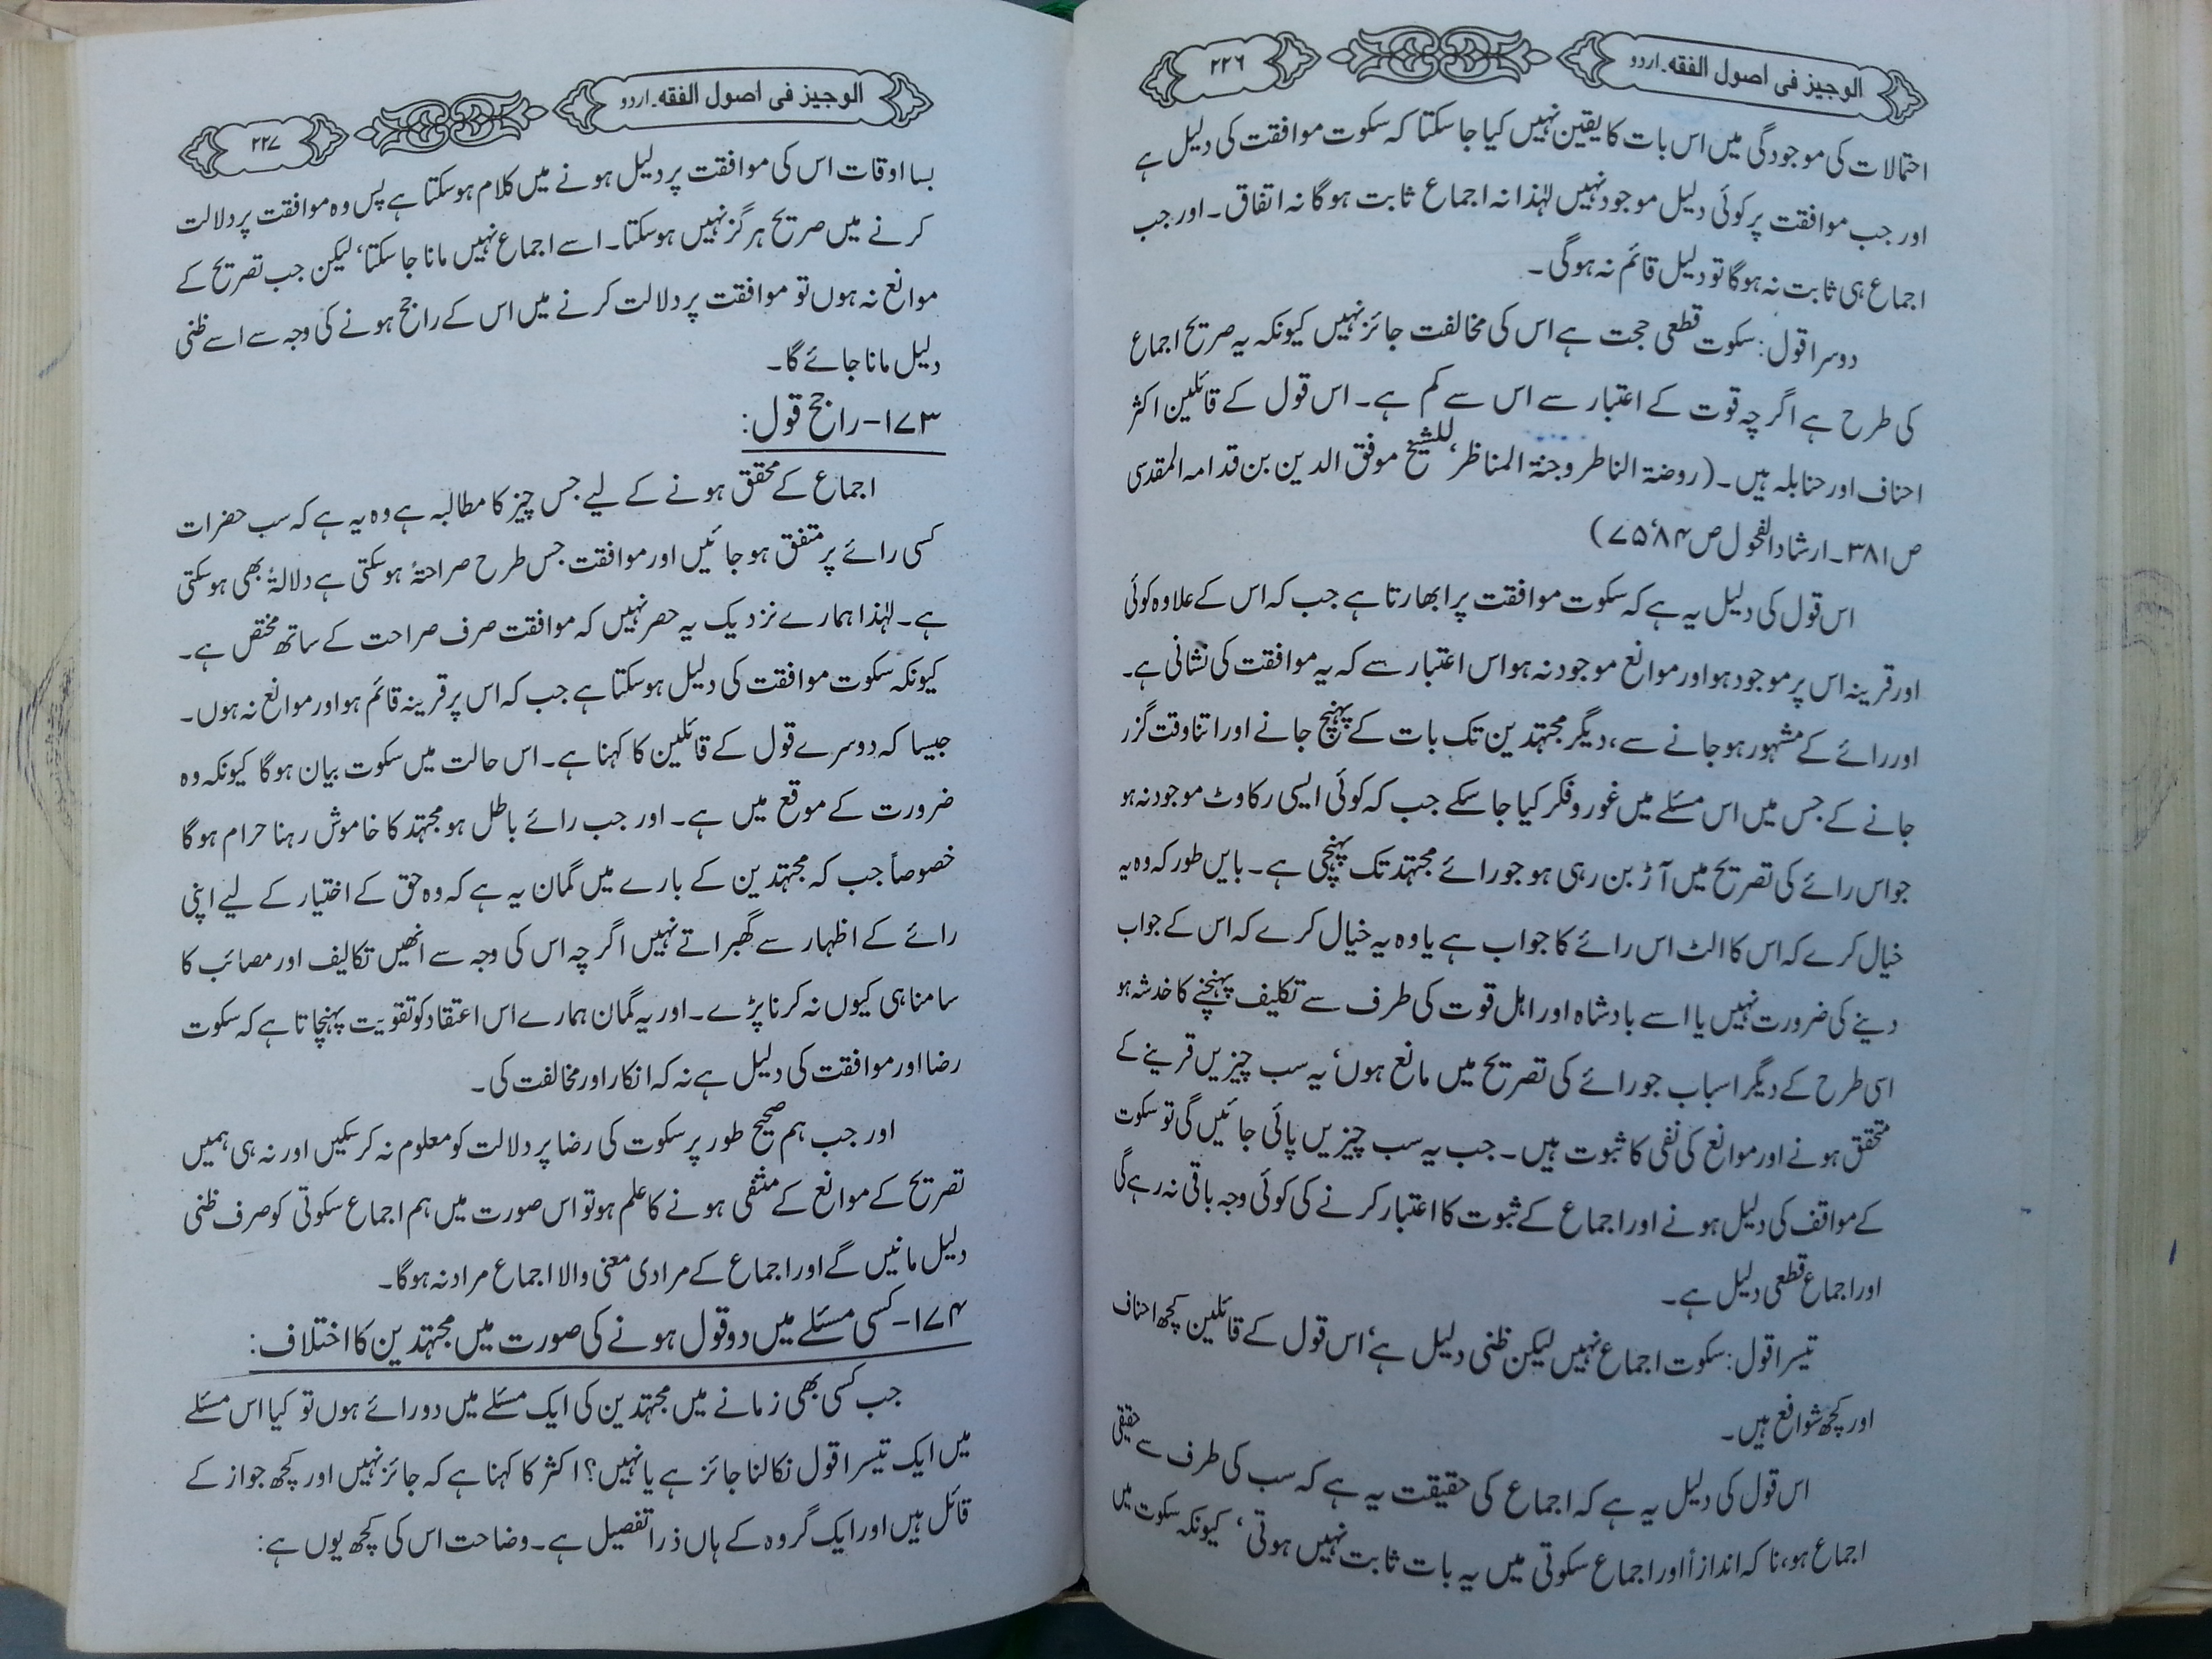 الوجیز فی اصول الفقہ۔ اردو
۲۲۶
احتمالات کی موجودگی میں اس بات کا یقین نہیں کیا جا سکتا کہ سکوت موافقت کی دلیل ہے
اور جب موافقت پر کوئی دلیل موجود نہیں لہٰذا نہ اجماع ثابت ہوگا نہ اتفاق۔ اور جب
اجماع ہی ثابت نہ ہوگا تو دلیل قائم نہ ہوگی۔
دوسرا قول: سکوت قطعی حجت ہے اس کی مخالفت جائز نہیں کیونکہ یہ صریح اجماع
کی طرح ہے اگر چہ قوت کے اعتبار سے اس سے کم ہے۔ اس قول کے قائلین اکثر
احناف اور حنابلہ ہیں۔ (روضۃ الناظر وجنۃ المناظر، للشیخ موفق الدین بن قدامہ المقدسی
ص ۳۸۱۔ ارشاد الفحول ص ۸۴، ۷۵)
اس قول کی دلیل یہ ہے کہ سکوت موافقت پر ابھارتا ہے جب کہ اس کے علاوہ کوئی
اور قرینہ اس پر موجود ہو اور موانع موجود نہ ہو اس اعتبار سے کہ یہ موافقت کی نشانی ہے۔
اور رائے کے مشہور ہو جانے سے، دیگر مجتہدین تک بات کے پہنچ جانے اور اتنا وقت گزر
جانے کے جس میں اس مسئلے میں غور و فکر کیا جا سکے جب کہ کوئی ایسی رکاوٹ موجود نہ ہو
جو اس رائے کی تصریح میں آڑ بن رہی ہو جو رائے مجتہد تک پہنچی ہے۔ بایں طور کہ وہ یہ
خیال کرے کہ اس کا الٹ اس رائے کا جواب ہے یا وہ یہ خیال کرے کہ اس کے جواب
دینے کی ضرورت نہیں یا اسے بادشاہ اور اہل قوت کی طرف سے تکلیف پہنچنے کا خدشہ ہو
اسی طرح کے دیگر اسباب جو رائے کی تصریح میں مانع ہوں، یہ سب چیزیں قرینے کے
متحقق ہونے اور موانع کی نفی کا ثبوت ہیں۔ جب یہ سب چیزیں پائی جائیں گی تو سکوت
کے مواقف کی دلیل ہونے اور اجماع کے ثبوت کا اعتبار کرنے کی کوئی وجہ باقی نہ رہے گی
اور اجماع قطعی دلیل ہے۔
تیسرا قول: سکوت اجماع نہیں لیکن ظنی دلیل ہے، اس قول کے قائلین کچھ احناف
اور کچھ شوافع ہیں۔
اس قول کی دلیل یہ ہے کہ اجماع کی حقیقت یہ ہے کہ سب کی طرف سے حقیقی
اجماع ہو، نا کہ اندازاً اور اجماع سکوتی میں یہ بات ثابت نہیں ہوتی، کیونکہ سکوت میں
الوجیز فی اصول الفقہ۔ اردو
۲۲۷
بسا اوقات اس کی موافقت پر دلیل ہونے میں کلام ہو سکتا ہے پس وہ موافقت پر دلالت
کرنے میں صریح ہرگز نہیں ہو سکتا۔ اسے اجماع نہیں مانا جا سکتا، لیکن جب تصریح کے
موانع نہ ہوں تو موافقت پر دلالت کرنے میں اس کے راجح ہونے کی وجہ سے اسے ظنی
دلیل مانا جائے گا۔
۱۷۳- راجح قول:
اجماع کے محقق ہونے کے لیے جس چیز کا مطالبہ ہے وہ یہ ہے کہ سب حضرات
کسی رائے پر متفق ہو جائیں اور موافقت جس طرح صراحتۃً ہو سکتی ہے دلالۃً بھی ہو سکتی
ہے۔ لہٰذا ہمارے نزدیک یہ حصر نہیں کہ موافقت صرف صراحت کے ساتھ مختص ہے۔
کیونکہ سکوت موافقت کی دلیل ہو سکتا ہے جب کہ اس پر قرینہ قائم ہو اور موانع نہ ہوں۔
جیسا کہ دوسرے قول کے قائلین کا کہنا ہے۔ اس حالت میں سکوت بیان ہوگا کیونکہ وہ
ضرورت کے موقع میں ہے۔ اور جب رائے باطل ہو مجتہد کا خاموش رہنا حرام ہوگا
خصوصاً جب کہ مجتہدین کے بارے میں گمان یہ ہے کہ وہ حق کے اختیار کے لیے اپنی
رائے کے اظہار سے گھبراتے نہیں اگر چہ اس کی وجہ سے انھیں تکالیف اور مصائب کا
سامنا ہی کیوں نہ کرنا پڑے۔ اور یہ گمان ہمارے اس اعتقاد کو تقویت پہنچاتا ہے کہ سکوت
رضا اور موافقت کی دلیل ہے نہ کہ انکار اور مخالفت کی۔
اور جب ہم صحیح طور پر سکوت کی رضا پر دلالت کو معلوم نہ کر سکیں اور نہ ہی ہمیں
تصریح کے موانع کے منتفی ہونے کا علم ہو تو اس صورت میں ہم اجماع سکوتی کو صرف ظنی
دلیل مانیں گے اور اجماع کے مرادی معنی والا اجماع مراد نہ ہوگا۔
۱۷۴- کسی مسئلے میں دو قول ہونے کی صورت میں مجتہدین کا اختلاف:
جب کسی بھی زمانے میں مجتہدین کی ایک مسئلے میں دو رائے ہوں تو کیا اس مسئلے
میں ایک تیسرا قول نکالنا جائز ہے یا نہیں؟ اکثر کا کہنا ہے کہ جائز نہیں اور کچھ جواز کے
قائل ہیں اور ایک گروہ کے ہاں ذرا تفصیل ہے۔ وضاحت اس کی کچھ یوں ہے: